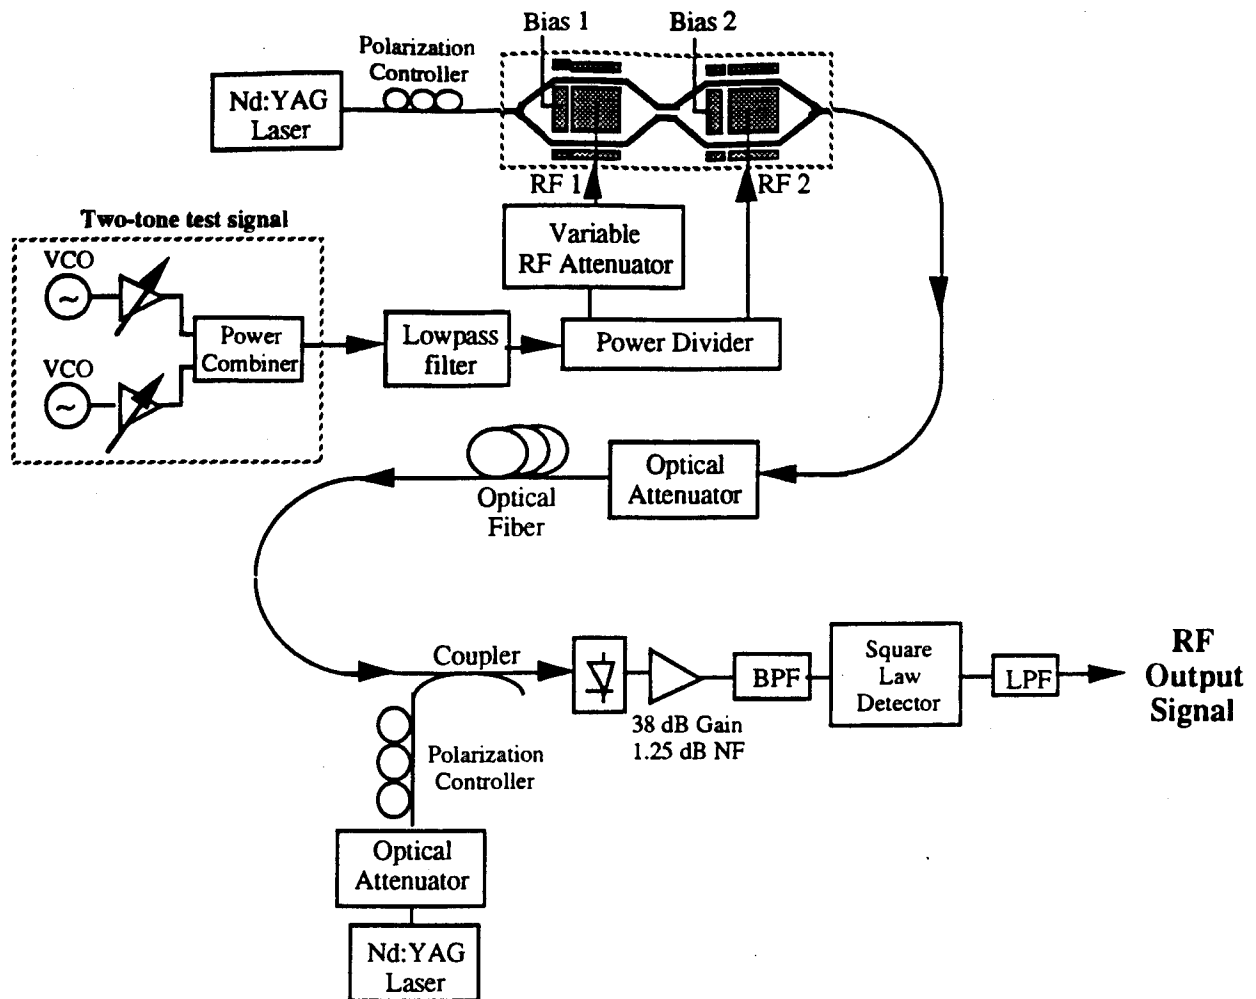 Bias 1
Bias 2
Polarization
Controller
Nd:YAG
Laser
RF 1
RF 2
Two-tone test signal
Variable
RF Attenuator
VCO
~
Power
Combiner
Lowpass
filter
Power Divider
VCO
~
Optical
Fiber
Optical
Attenuator
Coupler
BPF
Square
Law
Detector
LPF
RF
Output
Signal
38 dB Gain
1.25 dB NF
Polarization
Controller
Optical
Attenuator
Nd:YAG
Laser